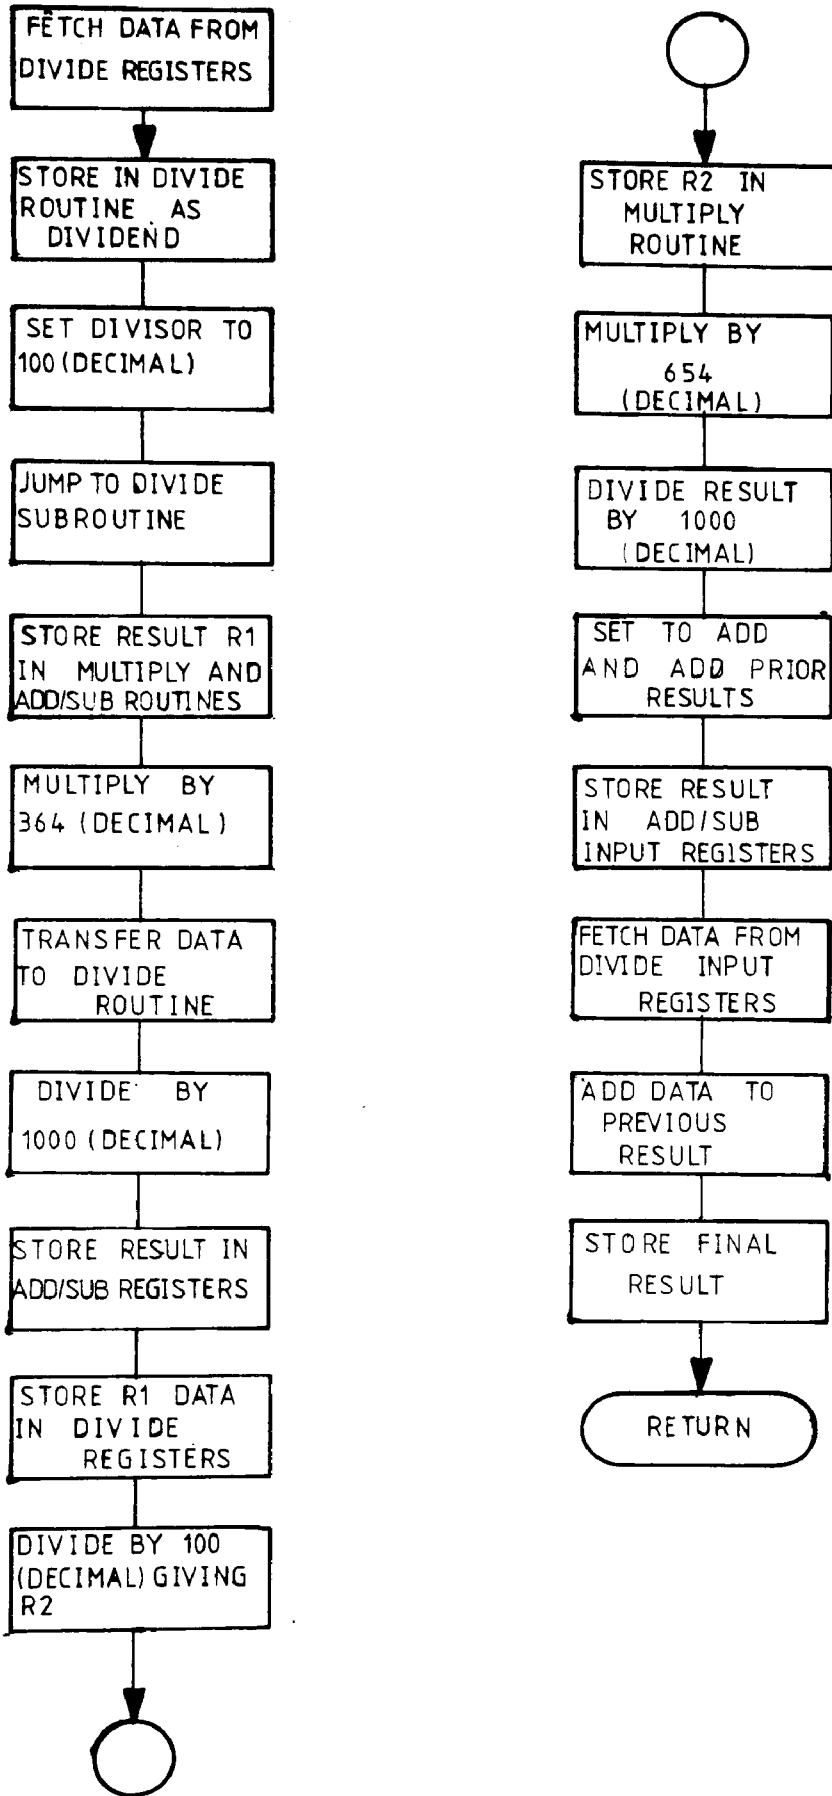 FETCH DATA FROM
DIVIDE REGISTERS
STORE IN DIVIDE
ROUTINE AS
DIVIDEND
SET DIVISOR TO
100 (DECIMAL)
JUMP TO DIVIDE
SUBROUTINE
STORE RESULT R1
IN MULTIPLY AND
ADD/SUB ROUTINES
MULTIPLY BY
364 (DECIMAL)
TRANSFER DATA
TO DIVIDE
ROUTINE
DIVIDE BY
1000 (DECIMAL)
STORE RESULT IN
ADD/SUB REGISTERS
STORE R1 DATA
IN DIVIDE
REGISTERS
DIVIDE BY 100
(DECIMAL) GIVING
R2
STORE R2 IN
MULTIPLY
ROUTINE
MULTIPLY BY
654
(DECIMAL)
DIVIDE RESULT
BY 1000
(DECIMAL)
SET TO ADD
AND ADD PRIOR
RESULTS
STORE RESULT
IN ADD/SUB
INPUT REGISTERS
FETCH DATA FROM
DIVIDE INPUT
REGISTERS
ADD DATA TO
PREVIOUS
RESULT
STORE FINAL
RESULT
RETURN